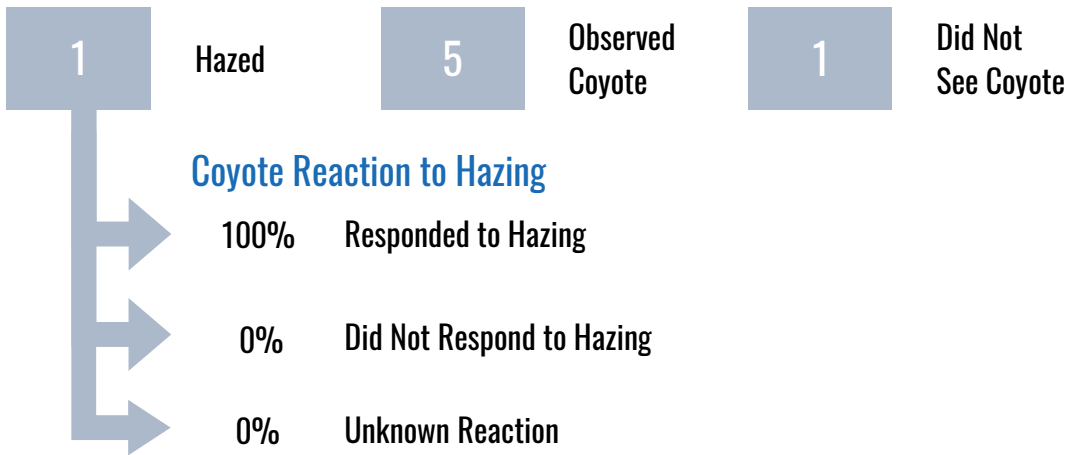 1 Hazed 5 Observed Coyote 1 Did Not See Coyote
Coyote Reaction to Hazing
100% Responded to Hazing
0% Did Not Respond to Hazing
0% Unknown Reaction